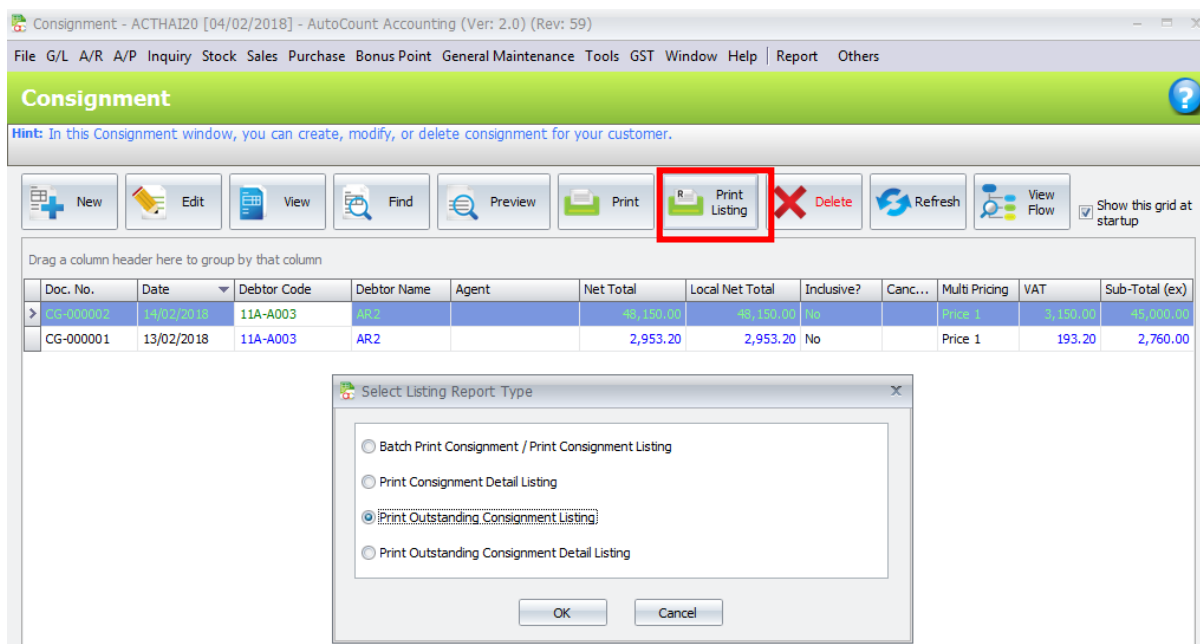 Consignment - ACTHAI20 [04/02/2018] - AutoCount Accounting (Ver: 2.0) (Rev: 59)
File G/L A/R A/P Inquiry Stock Sales Purchase Bonus Point General Maintenance Tools GST Window Help Report Others
Consignment
?
Hint: In this Consignment window, you can create, modify, or delete consignment for your customer.
New Edit View Find Preview Print R Print Listing Delete Refresh View Flow Show this grid at startup
Drag a column header here to group by that column
Doc. No. Date Debtor Code Debtor Name Agent Net Total Local Net Total Inclusive? Canc... Multi Pricing VAT Sub-Total (ex)
CG-000002 14/02/2018 11A-A003 AR2 48,150.00 48,150.00 No Price 1 3,150.00 45,000.00
CG-000001 13/02/2018 11A-A003 AR2 2,953.20 2,953.20 No Price 1 193.20 2,760.00
Select Listing Report Type
Batch Print Consignment / Print Consignment Listing
Print Consignment Detail Listing
Print Outstanding Consignment Listing
Print Outstanding Consignment Detail Listing
OK Cancel